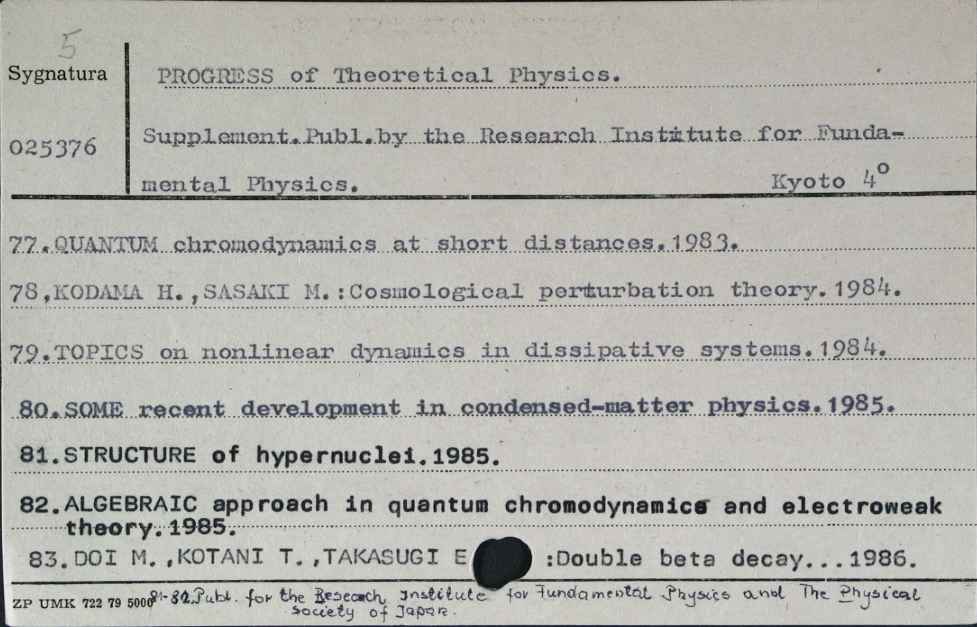 5
Sygnatura
PROGRESS of Theoretical Physics.
025376
Supplement.Publ.by the Research Institute for Funda-
mental Physics. Kyoto 4°
77.QUANTUM chromodynamics at short distances.1983.
78,KODAMA H.,SASAKI M.:Cosmological perturbation theory.1984.
79.TOPICS on nonlinear dynamics in dissipative systems.1984.
80.SOME recent development in condensed-matter physics.1985.
81.STRUCTURE of hypernuclei.1985.
82.ALGEBRAIC approach in quantum chromodynamics and electroweak
theory.1985.
83.DOI M.,KOTANI T.,TAKASUGI E :Double beta decay...1986.
ZP UMK 722 79 5000 81-82.Publ. for the Research Institute for Fundamental Physics and The Physical
Society of Japan.